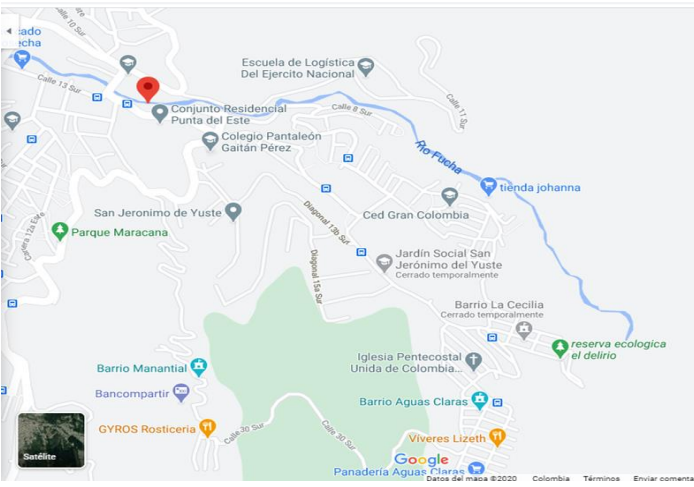 Calle 10 Sur
cado
echa
Calle 13 Sur
Escuela de Logística
Del Ejercito Nacional
Conjunto Residencial
Punta del Este
Calle 8 Sur
Calle 11 Sur
Colegio Pantaleón
Gaitán Pérez
Rio Fucha
tienda johanna
San Jeronimo de Yuste
Ced Gran Colombia
Diagonal 13b Sur
Parque Maracana
Carrera 12a Este
Jardín Social San
Jerónimo del Yuste
Cerrado temporalmente
Diagonal 15a Sur
Barrio La Cecilia
Cerrado temporalmente
reserva ecologica
el delirio
Iglesia Pentecostal
Unida de Colombia...
Barrio Manantial
Bancompartir
Barrio Aguas Claras
GYROS Rosticeria
Calle 30 Sur
Calle 30 Sur
Víveres Lizeth
Satélite
Google
Panadería Aguas Claras
Datos del mapa ©2020 Colombia Términos Enviar comenta